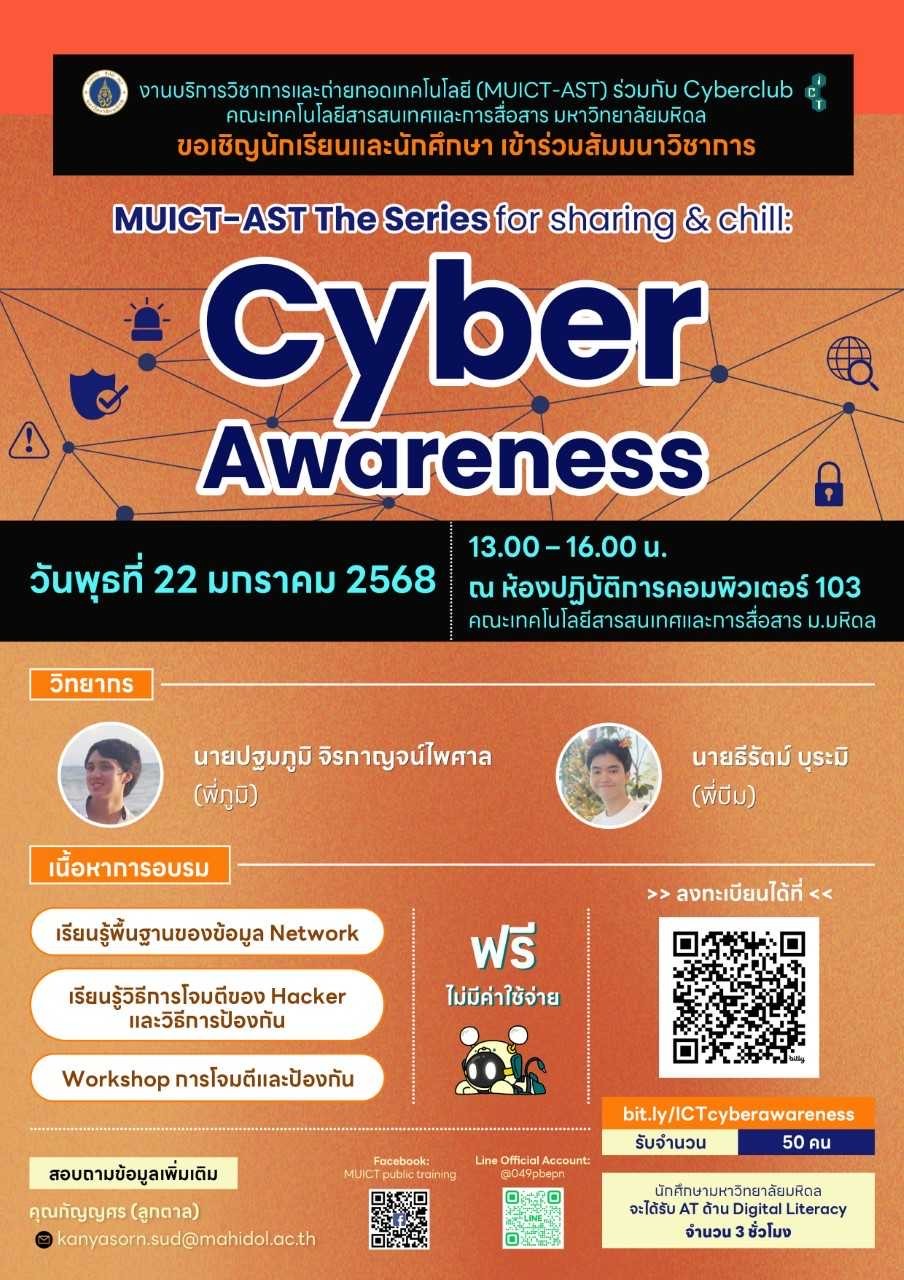 งานบริการวิชาการและถ่ายทอดเทคโนโลยี (MUICT-AST) ร่วมกับ Cyberclub
คณะเทคโนโลยีสารสนเทศและการสื่อสาร มหาวิทยาลัยมหิดล
ขอเชิญนักเรียนและนักศึกษา เข้าร่วมสัมมนาวิชาการ
MUICT-AST The Series for sharing & chill:
Cyber
Awareness
วันพุธที่ 22 มกราคม 2568
13.00 – 16.00 น.
ณ ห้องปฏิบัติการคอมพิวเตอร์ 103
คณะเทคโนโลยีสารสนเทศและการสื่อสาร ม.มหิดล
วิทยากร
นายปฐมภูมิ จิรกาญจน์ไพศาล
(พี่ภูมิ)
นายธีรัตม์ บุระมิ
(พี่บีม)
เนื้อหาการอบรม
เรียนรู้พื้นฐานของข้อมูล Network
เรียนรู้วิธีการโจมตีของ Hacker
และวิธีการป้องกัน
Workshop การโจมตีและป้องกัน
ฟรี
ไม่มีค่าใช้จ่าย
>> ลงทะเบียนได้ที่ <<
bitly
bit.ly/ICTcyberawareness
รับจำนวน 50 คน
นักศึกษามหาวิทยาลัยมหิดล
จะได้รับ AT ด้าน Digital Literacy
จำนวน 3 ชั่วโมง
สอบถามข้อมูลเพิ่มเติม
คุณกัญญศร (ลูกตาล)
kanyasorn.sud@mahidol.ac.th
Facebook:
MUICT public training
Line Official Account:
@049pbepn
LINE